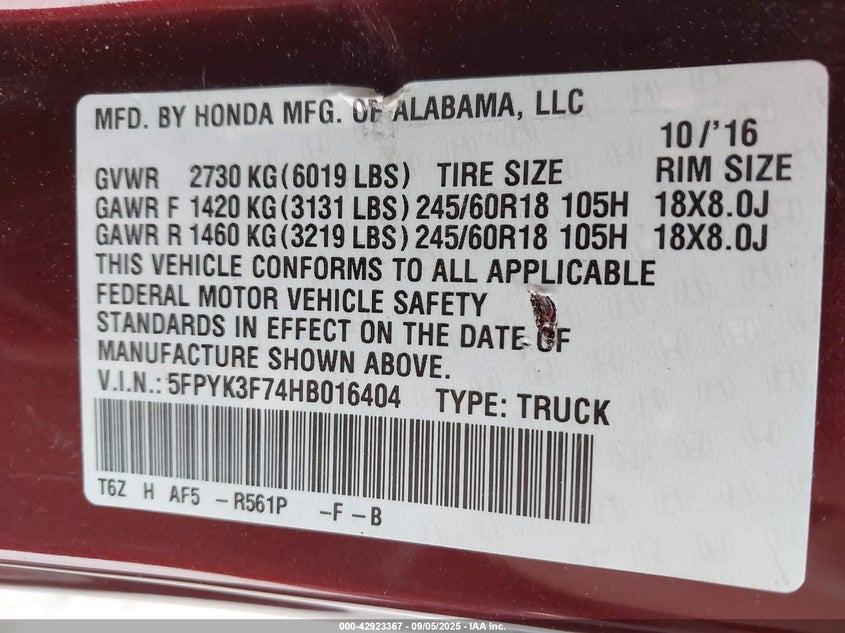 MFD. BY HONDA MFG. OF ALABAMA, LLC
10/'16
GVWR 2730 KG(6019 LBS) TIRE SIZE RIM SIZE
GAWR F 1420 KG(3131 LBS) 245/60R18 105H 18X8.0J
GAWR R 1460 KG(3219 LBS) 245/60R18 105H 18X8.0J
THIS VEHICLE CONFORMS TO ALL APPLICABLE
FEDERAL MOTOR VEHICLE SAFETY
STANDARDS IN EFFECT ON THE DATE OF
MANUFACTURE SHOWN ABOVE.
V.I.N.: 5FPYK3F74HB016404 TYPE: TRUCK
T6Z H AF5 -R561P -F -B
000-42923367 - 09/05/2025 - IAA Inc.